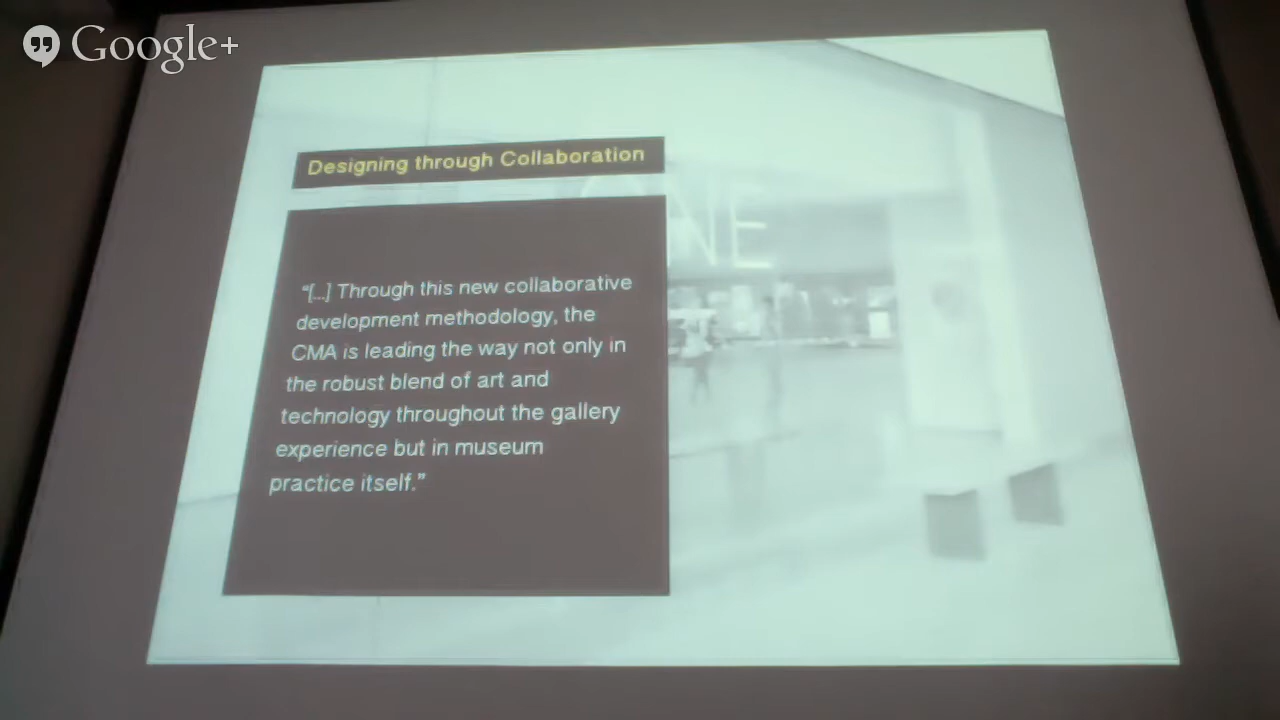 Google+
Designing through Collaboration
NE
“[...] Through this new collaborative
development methodology, the
CMA is leading the way not only in
the robust blend of art and
technology throughout the gallery
experience but in museum
practice itself.”